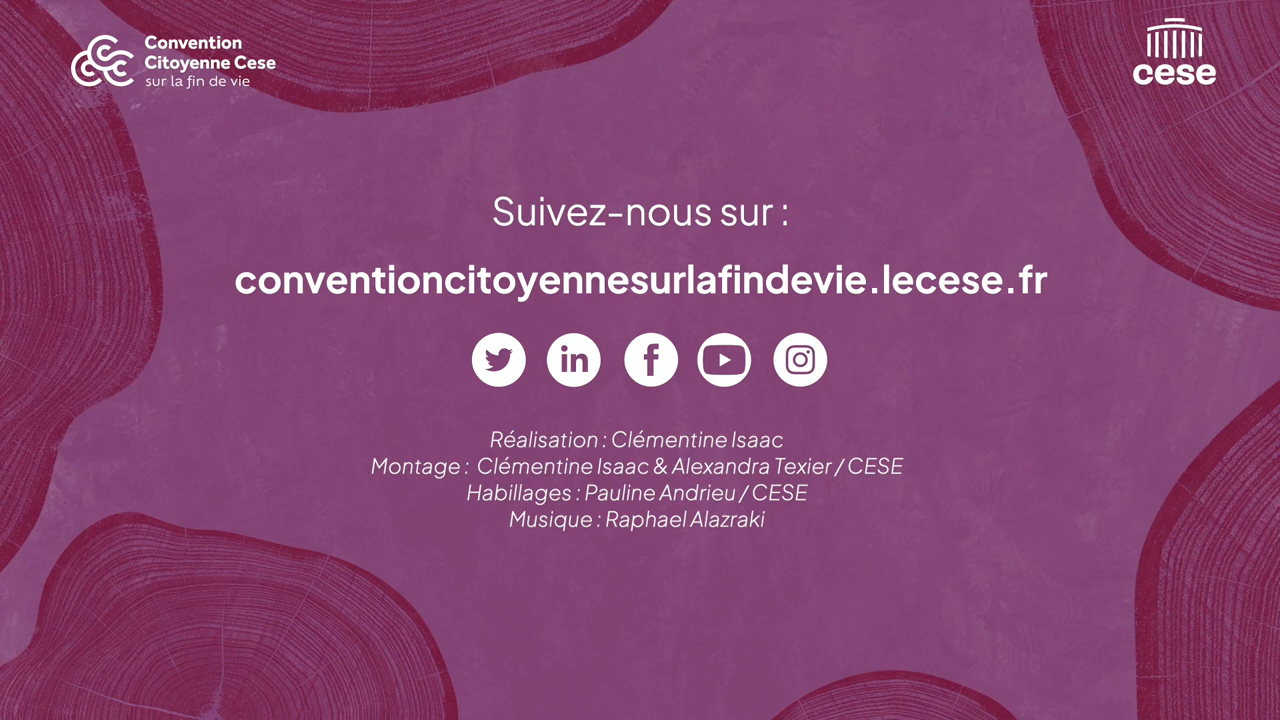 Convention
Citoyenne Cese
sur la fin de vie
cese
Suivez-nous sur :
conventioncitoyennesurlafindevie.lecese.fr
Réalisation : Clémentine Isaac
Montage : Clémentine Isaac & Alexandra Texier / CESE
Habillages : Pauline Andrieu / CESE
Musique : Raphael Alazraki